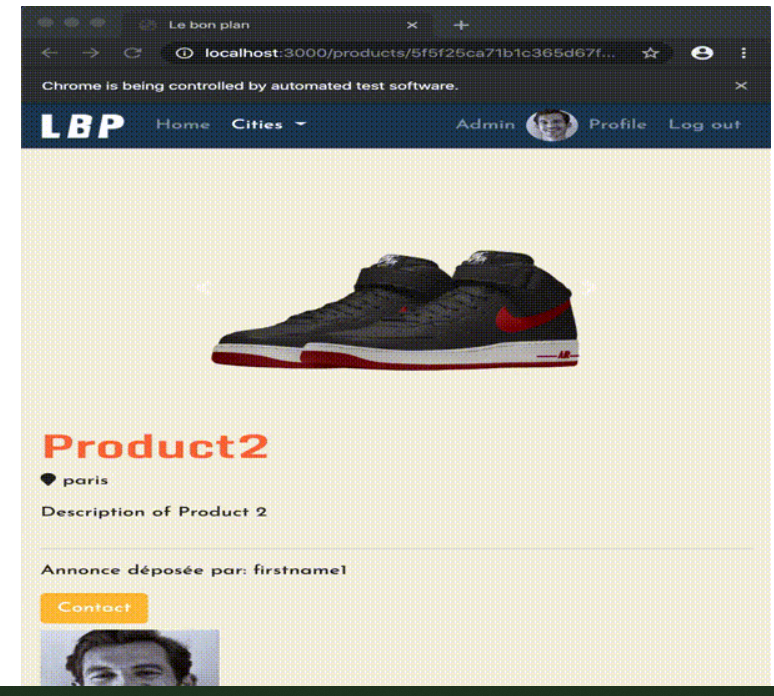 Le bon plan
localhost:3000/products/5f5f25ca71b1c365d67f...
Chrome is being controlled by automated test software.
LBP Home Cities Admin Profile Log out
AIR
Product2
paris
Description of Product 2
Annonce déposée par: firstname1
Contact